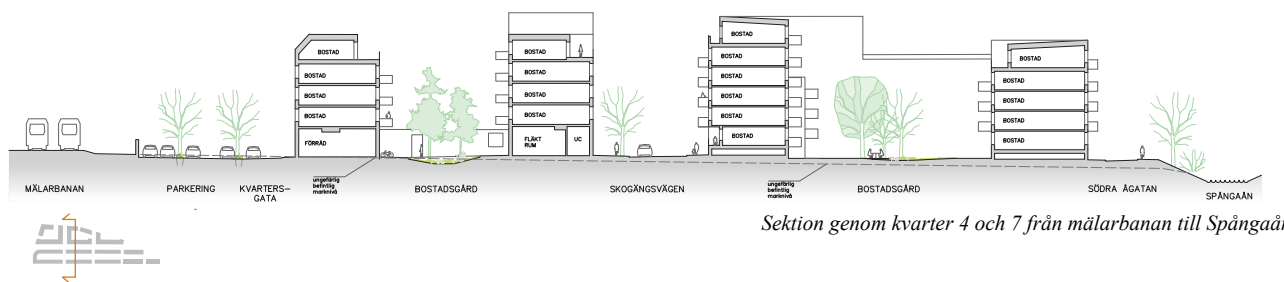 BOSTAD
BOSTAD
BOSTAD
BOSTAD
FÖRRÅD
BOSTAD
BOSTAD
BOSTAD
BOSTAD
FLÄKT
RUM
UC
BOSTAD
BOSTAD
BOSTAD
BOSTAD
BOSTAD
BOSTAD
BOSTAD
BOSTAD
BOSTAD
BOSTAD
BOSTAD
MÄLARBANAN
PARKERING
KVARTERS-
GATA
ungefärlig
befintlig
marknivå
BOSTADSGÅRD
SKOGÄNGSVÄGEN
ungefärlig
befintlig
marknivå
BOSTADSGÅRD
SÖDRA ÅGATAN
SPÅNGAÅN
Sektion genom kvarter 4 och 7 från mälarbanan till Spångaån